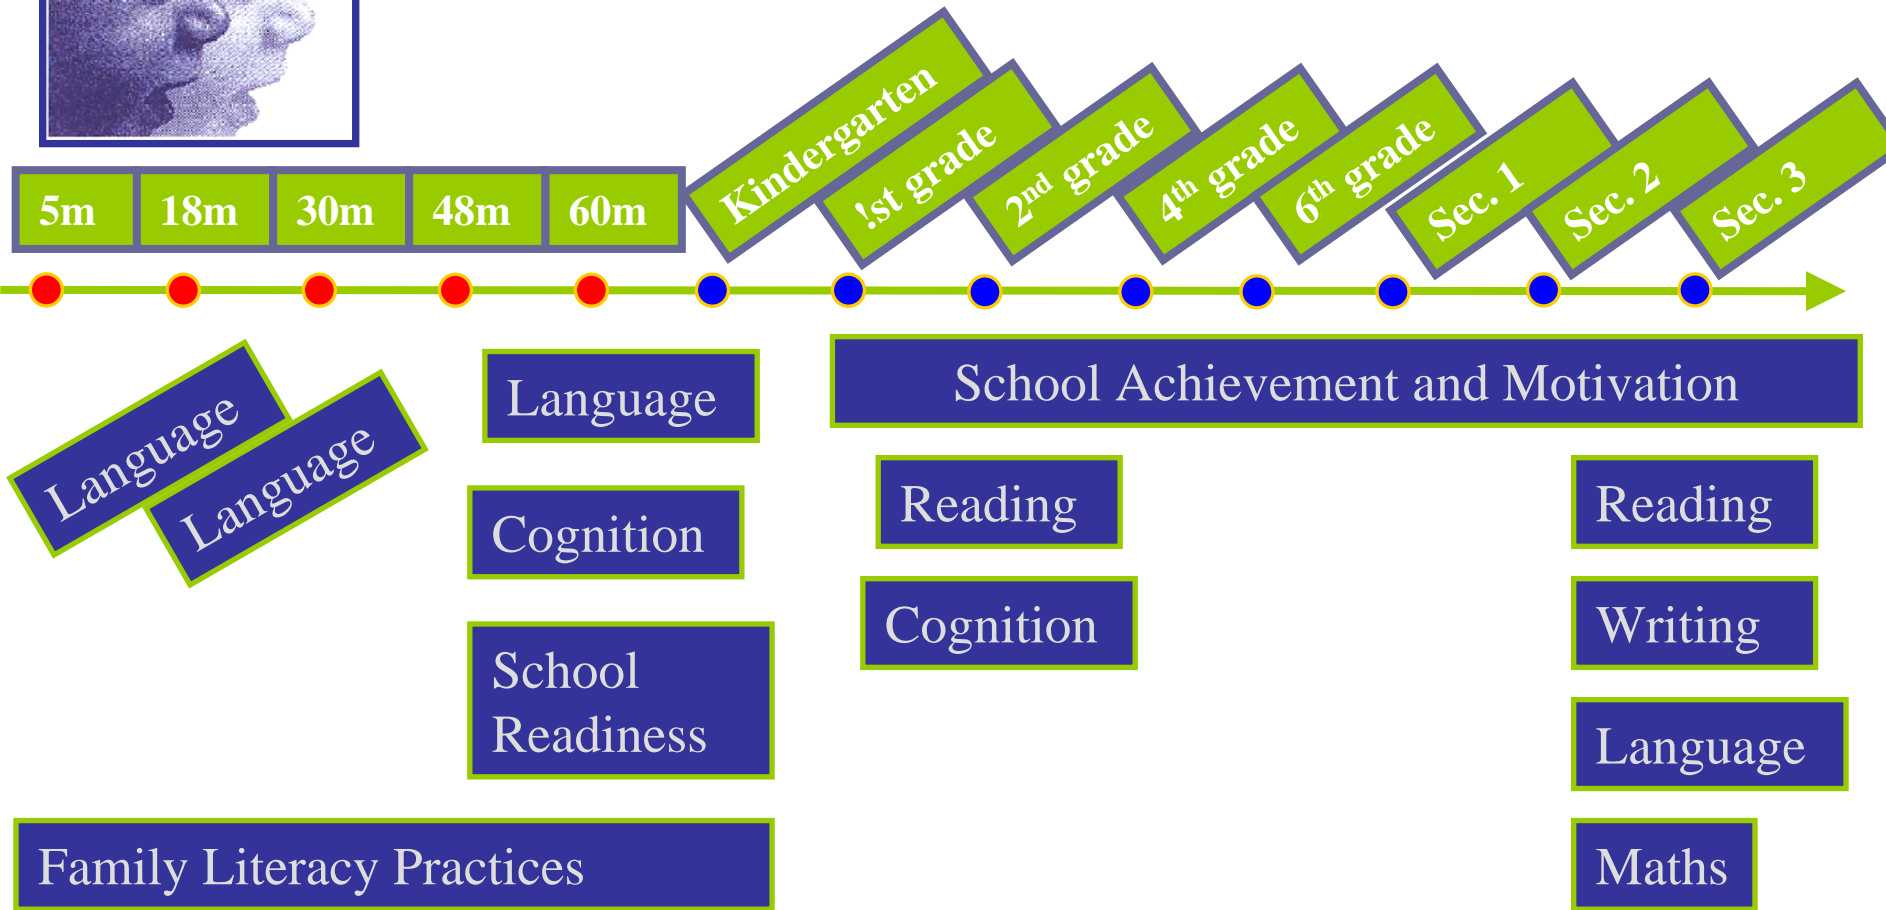 5m
18m
30m
48m
60m
Kindergarten
!st grade
2nd grade
4th grade
6th grade
Sec. 1
Sec. 2
Sec. 3
Language
Language
Language
Cognition
School
Readiness
Family Literacy Practices
School Achievement and Motivation
Reading
Cognition
Reading
Writing
Language
Maths